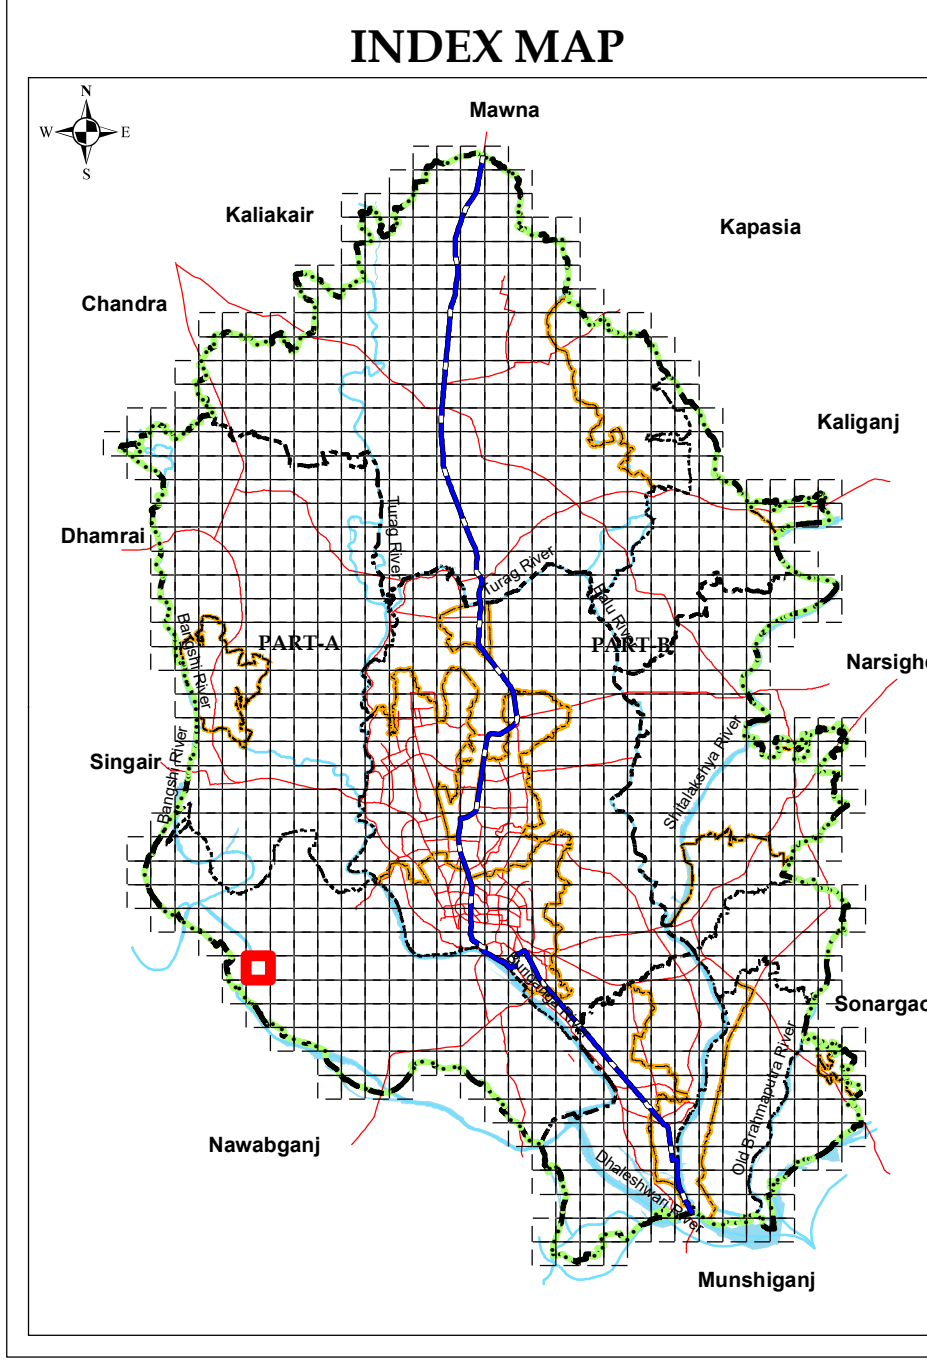 INDEX MAP
N
W E
S
Mawna
Kaliakair
Kapasia
Chandra
Kaliganj
Dhamrai
Turag River
Turag River
Balu River
PART-A
PART-B
Bangshi River
Narsighd
Shitalakshya River
Singair
Bangshi River
Buriganga River
Sonargao
Old Brahmaputra River
Nawabganj
Dhaleshwari River
Munshiganj